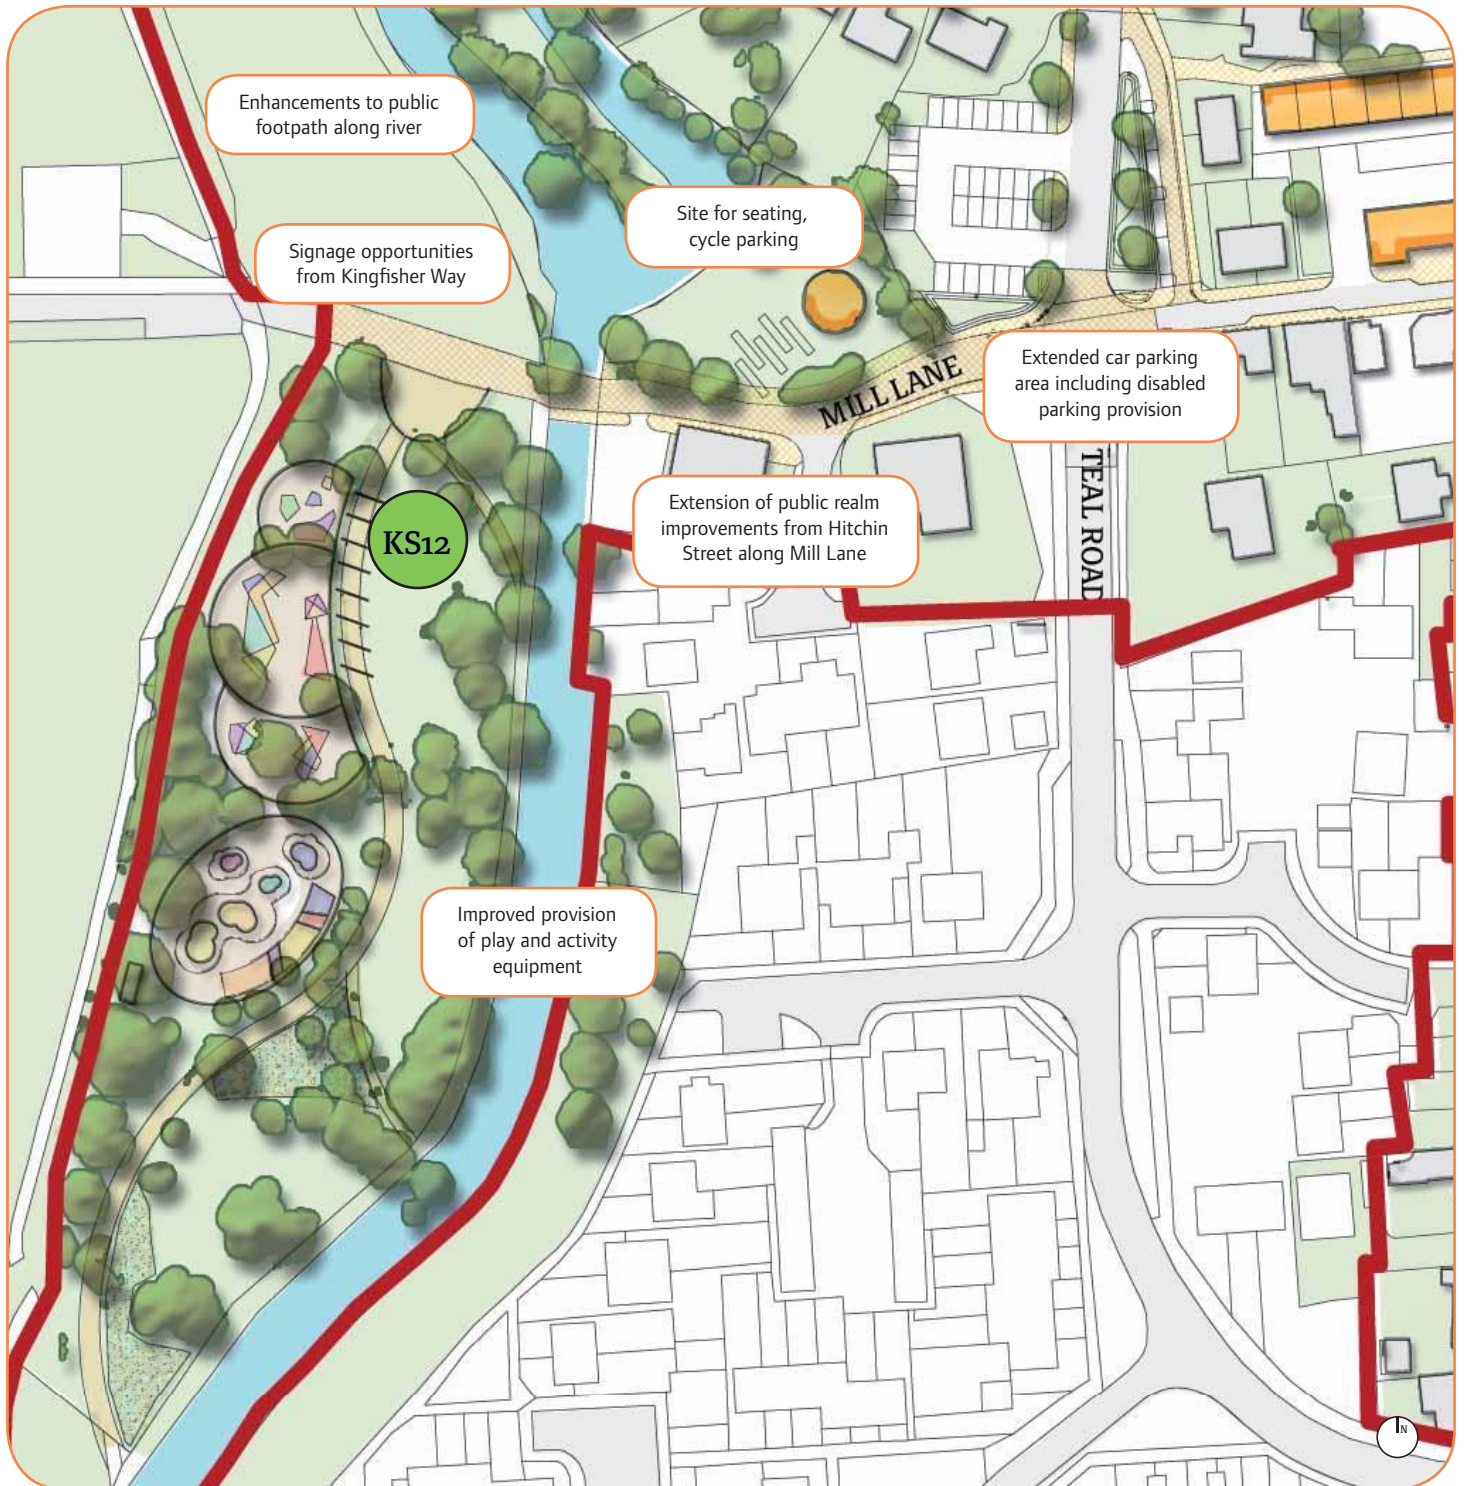 Enhancements to public
footpath along river
Site for seating,
cycle parking
Signage opportunities
from Kingfisher Way
Extended car parking
area including disabled
parking provision
MILL LANE
TEAL ROAD
Extension of public realm
improvements from Hitchin
Street along Mill Lane
KS12
Improved provision
of play and activity
equipment
N